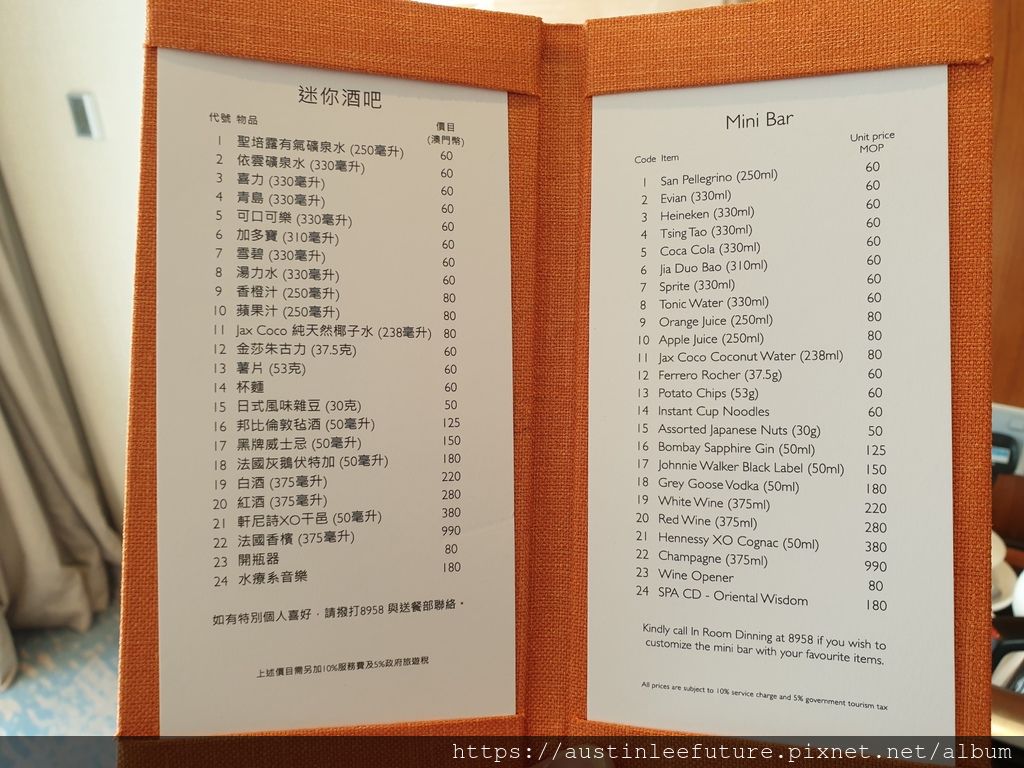 迷你酒吧
代號 物品 價目
(澳門幣)
1 聖培露有氣礦泉水 (250毫升) 60
2 依雲礦泉水 (330毫升) 60
3 喜力 (330毫升) 60
4 青島 (330毫升) 60
5 可口可樂 (330毫升) 60
6 加多寶 (310毫升) 60
7 雪碧 (330毫升) 60
8 湯力水 (330毫升) 60
9 香橙汁 (250毫升) 80
10 蘋果汁 (250毫升) 80
11 Jax Coco 純天然椰子水 (238毫升) 80
12 金莎朱古力 (37.5克) 60
13 薯片 (53克) 60
14 杯麵 60
15 日式風味雜豆 (30克) 50
16 邦比倫敦毡酒 (50毫升) 125
17 黑牌威士忌 (50毫升) 150
18 法國灰鵝伏特加 (50毫升) 180
19 白酒 (375毫升) 220
20 紅酒 (375毫升) 280
21 軒尼詩XO干邑 (50毫升) 380
22 法國香檳 (375毫升) 990
23 開瓶器 80
24 水療系音樂 180
如有特別個人喜好，請撥打8958 與送餐部聯絡。
上述價目需另加10%服務費及5%政府旅遊稅
Mini Bar
Unit price
Code Item MOP
1 San Pellegrino (250ml) 60
2 Evian (330ml) 60
3 Heineken (330ml) 60
4 Tsing Tao (330ml) 60
5 Coca Cola (330ml) 60
6 Jia Duo Bao (310ml) 60
7 Sprite (330ml) 60
8 Tonic Water (330ml) 60
9 Orange Juice (250ml) 80
10 Apple Juice (250ml) 80
11 Jax Coco Coconut Water (238ml) 80
12 Ferrero Rocher (37.5g) 60
13 Potato Chips (53g) 60
14 Instant Cup Noodles 60
15 Assorted Japanese Nuts (30g) 50
16 Bombay Sapphire Gin (50ml) 125
17 Johnnie Walker Black Label (50ml) 150
18 Grey Goose Vodka (50ml) 180
19 White Wine (375ml) 220
20 Red Wine (375ml) 280
21 Hennessy XO Cognac (50ml) 380
22 Champagne (375ml) 990
23 Wine Opener 80
24 SPA CD - Oriental Wisdom 180
Kindly call In Room Dinning at 8958 if you wish to
customize the mini bar with your favourite items.
All prices are subject to 10% service charge and 5% government tourism tax
https://austinleefuture.pixnet.net/album